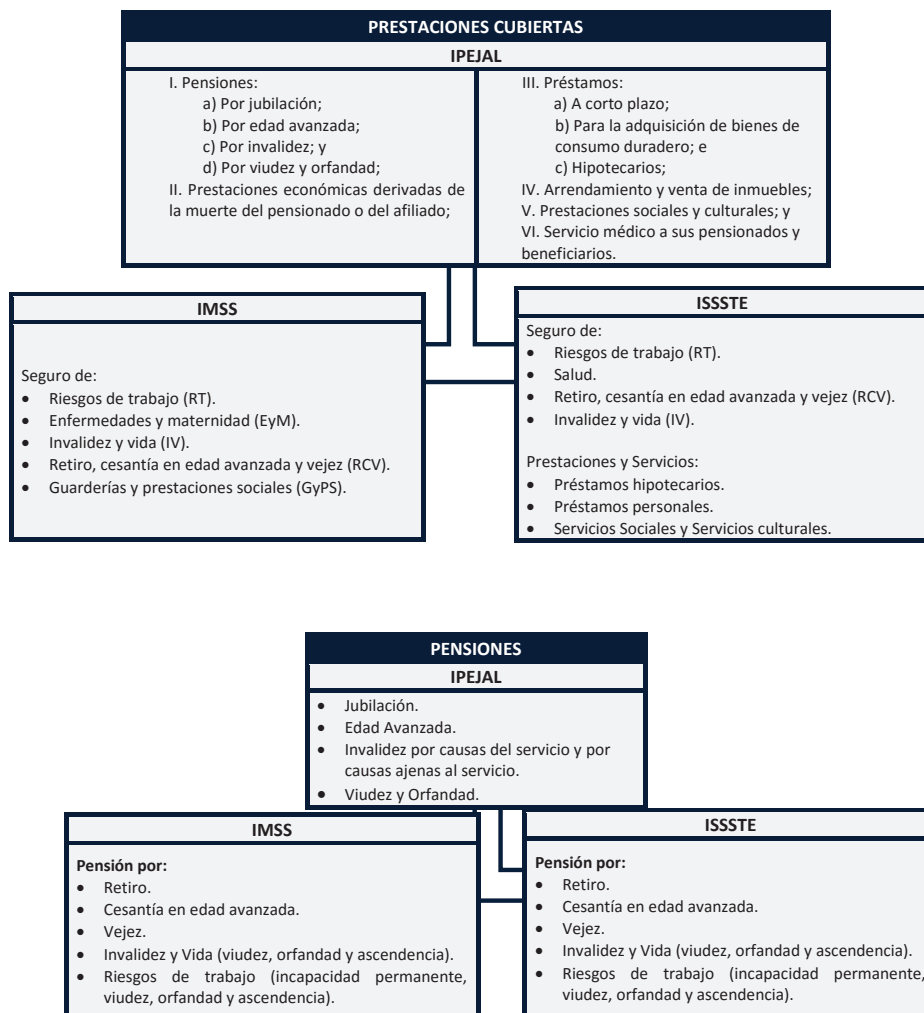 PRESTACIONES CUBIERTAS
IPEJAL
I. Pensiones:
a) Por jubilación;
b) Por edad avanzada;
c) Por invalidez; y
d) Por viudez y orfandad;
II. Prestaciones económicas derivadas de
la muerte del pensionado o del afiliado;
III. Préstamos:
a) A corto plazo;
b) Para la adquisición de bienes de
consumo duradero; e
c) Hipotecarios;
IV. Arrendamiento y venta de inmuebles;
V. Prestaciones sociales y culturales; y
VI. Servicio médico a sus pensionados y
beneficiarios.
IMSS
Seguro de:
• Riesgos de trabajo (RT).
• Enfermedades y maternidad (EyM).
• Invalidez y vida (IV).
• Retiro, cesantía en edad avanzada y vejez (RCV).
• Guarderías y prestaciones sociales (GyPS).
ISSSTE
Seguro de:
• Riesgos de trabajo (RT).
• Salud.
• Retiro, cesantía en edad avanzada y vejez (RCV).
• Invalidez y vida (IV).
Prestaciones y Servicios:
• Préstamos hipotecarios.
• Préstamos personales.
• Servicios Sociales y Servicios culturales.
PENSIONES
IPEJAL
• Jubilación.
• Edad Avanzada.
• Invalidez por causas del servicio y por
causas ajenas al servicio.
• Viudez y Orfandad.
IMSS
Pensión por:
• Retiro.
• Cesantía en edad avanzada.
• Vejez.
• Invalidez y Vida (viudez, orfandad y ascendencia).
• Riesgos de trabajo (incapacidad permanente,
viudez, orfandad y ascendencia).
ISSSTE
Pensión por:
• Retiro.
• Cesantía en edad avanzada.
• Vejez.
• Invalidez y Vida (viudez, orfandad y ascendencia).
• Riesgos de trabajo (incapacidad permanente,
viudez, orfandad y ascendencia).